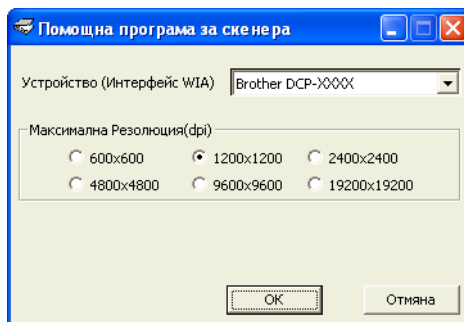 Помощна програма за скенера
Устройство (Интерфейс WIA) Brother DCP-XXXX
Максимална Резолюция(dpi)
600x600 1200x1200 2400x2400
4800x4800 9600x9600 19200x19200
OK Отмяна